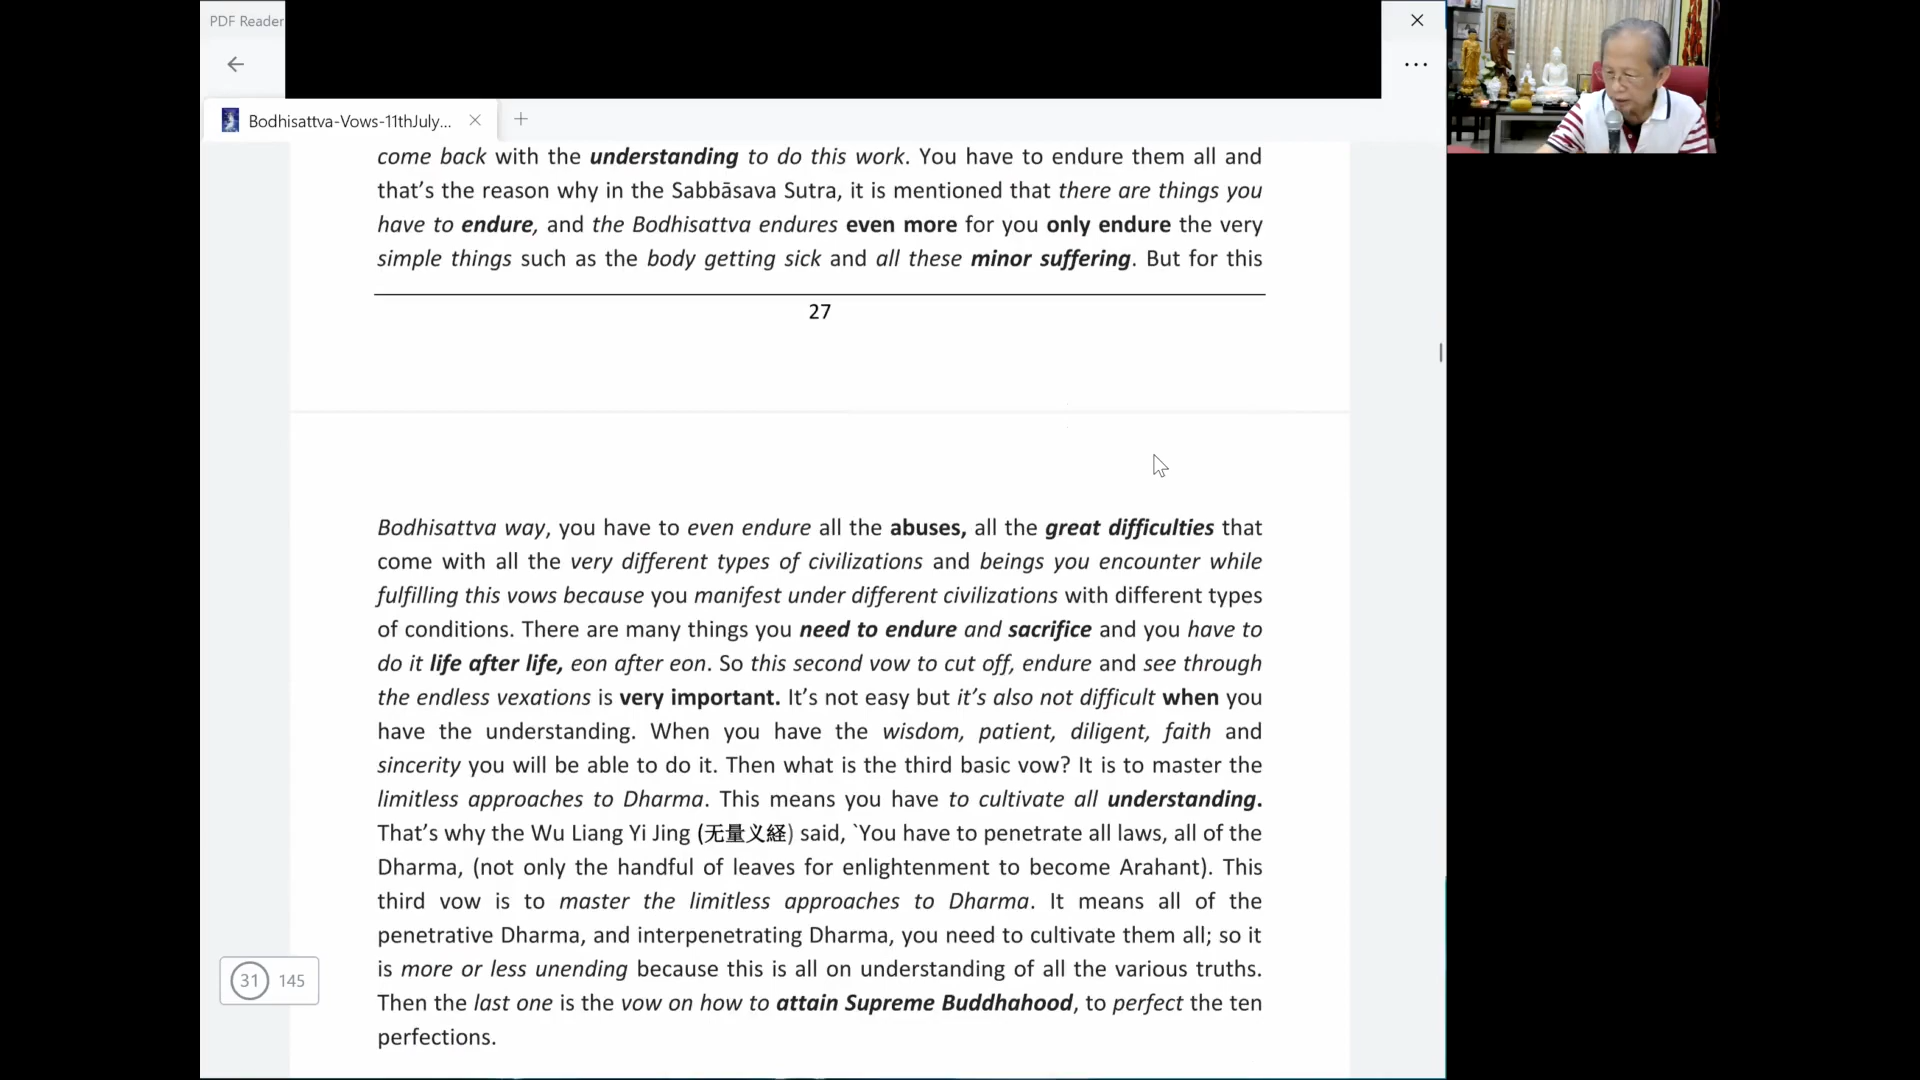 PDF Reader
Bodhisattva-Vows-11thJuly...
come back with the understanding to do this work. You have to endure them all and
that’s the reason why in the Sabbāsava Sutra, it is mentioned that there are things you
have to endure, and the Bodhisattva endures even more for you only endure the very
simple things such as the body getting sick and all these minor suffering. But for this
27
Bodhisattva way, you have to even endure all the abuses, all the great difficulties that
come with all the very different types of civilizations and beings you encounter while
fulfilling this vows because you manifest under different civilizations with different types
of conditions. There are many things you need to endure and sacrifice and you have to
do it life after life, eon after eon. So this second vow to cut off, endure and see through
the endless vexations is very important. It’s not easy but it’s also not difficult when you
have the understanding. When you have the wisdom, patient, diligent, faith and
sincerity you will be able to do it. Then what is the third basic vow? It is to master the
limitless approaches to Dharma. This means you have to cultivate all understanding.
That’s why the Wu Liang Yi Jing (无量义経) said, `You have to penetrate all laws, all of the
Dharma, (not only the handful of leaves for enlightenment to become Arahant). This
third vow is to master the limitless approaches to Dharma. It means all of the
penetrative Dharma, and interpenetrating Dharma, you need to cultivate them all; so it
is more or less unending because this is all on understanding of all the various truths.
Then the last one is the vow on how to attain Supreme Buddhahood, to perfect the ten
perfections.
31 145